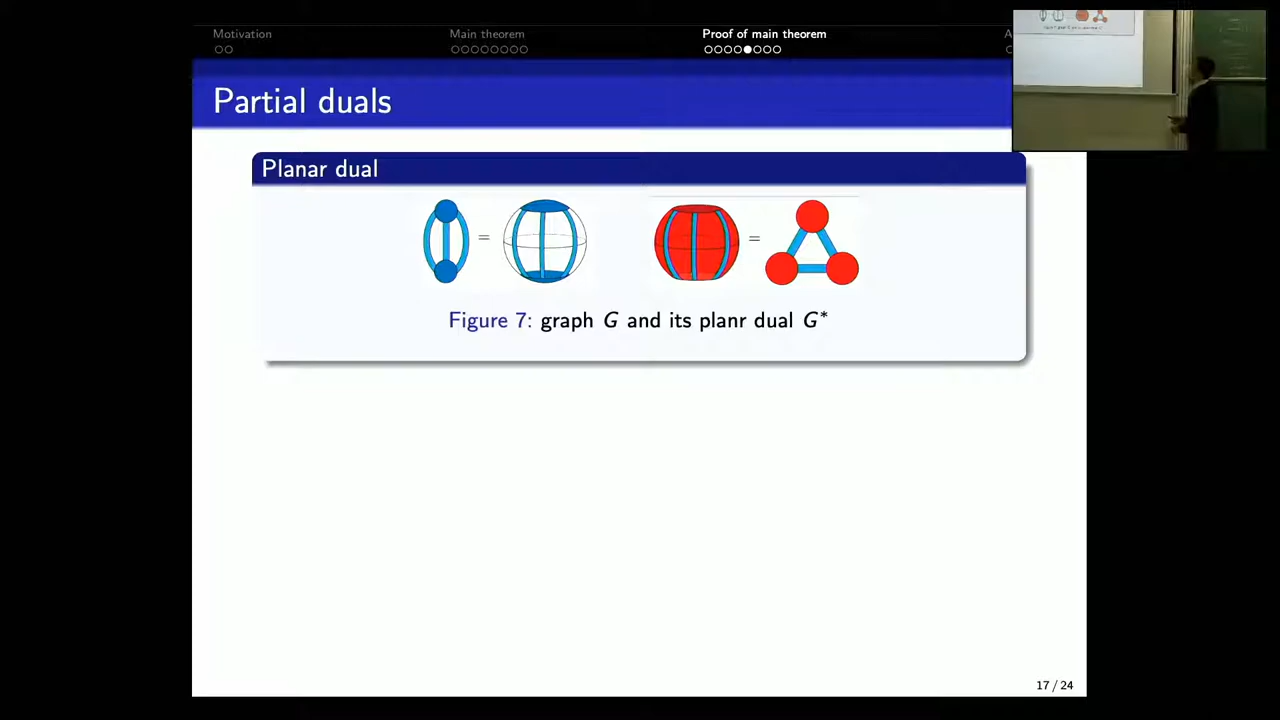 Motivation
Main theorem
Proof of main theorem
A
Partial duals
Planar dual
=
=
Figure 7: graph G and its planr dual G*
17 / 24